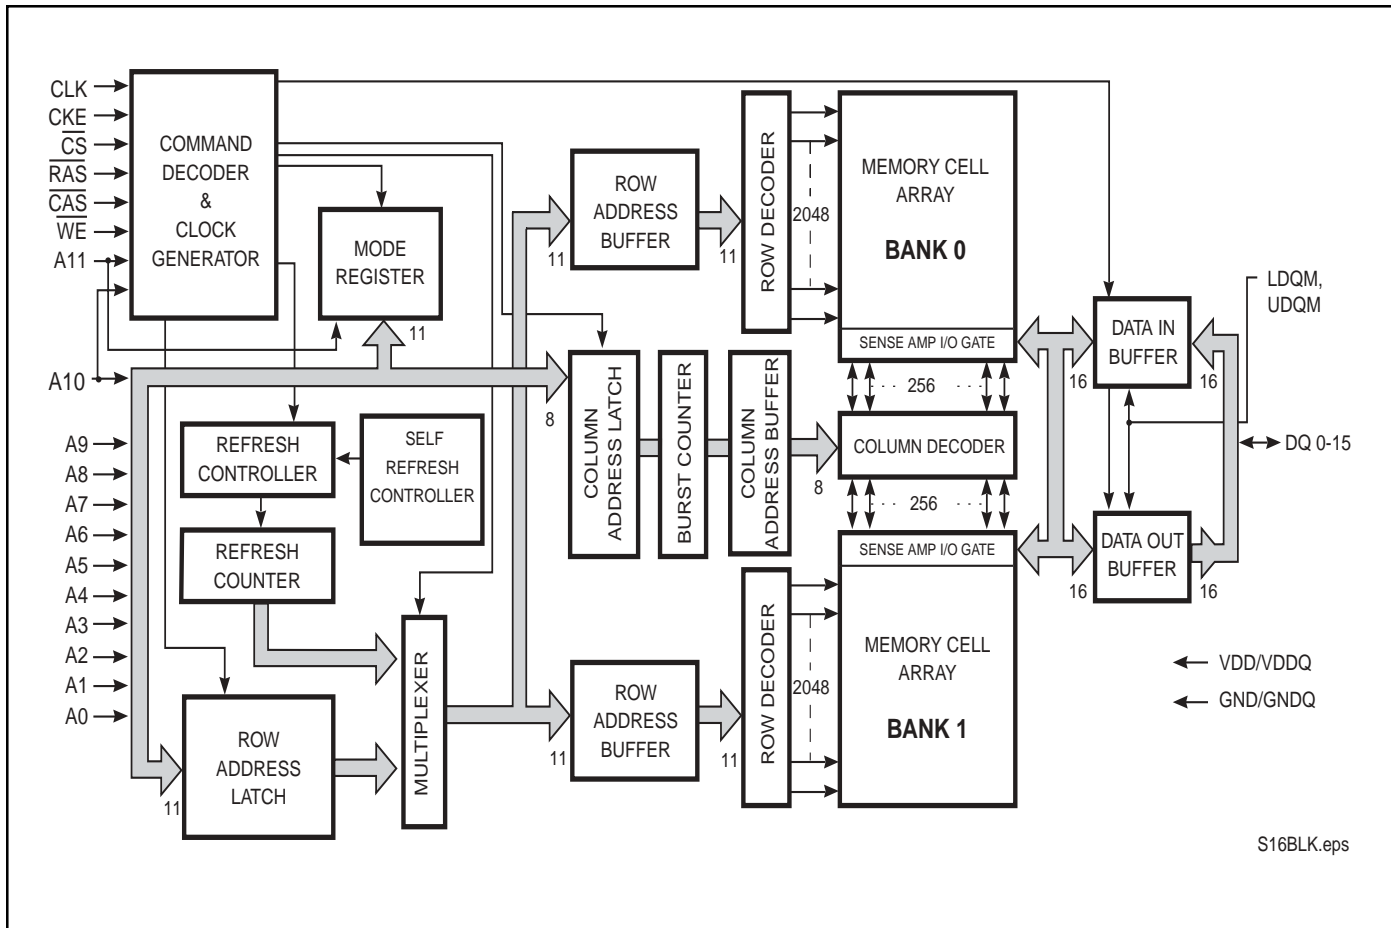 CLK
CKE
C̅S̅
R̅A̅S̅
C̅A̅S̅
W̅E̅
A11
A10
A9
A8
A7
A6
A5
A4
A3
A2
A1
A0
COMMAND
DECODER
&
CLOCK
GENERATOR
MODE
REGISTER
11
REFRESH
CONTROLLER
SELF
REFRESH
CONTROLLER
REFRESH
COUNTER
ROW
ADDRESS
LATCH
11
MULTIPLEXER
ROW
ADDRESS
BUFFER
11
11
ROW DECODER
2048
MEMORY CELL
ARRAY
BANK 0
SENSE AMP I/O GATE
256
COLUMN
ADDRESS LATCH
8
BURST COUNTER
COLUMN
ADDRESS BUFFER
8
COLUMN DECODER
256
SENSE AMP I/O GATE
MEMORY CELL
ARRAY
BANK 1
ROW
ADDRESS
BUFFER
11
11
ROW DECODER
2048
LDQM,
UDQM
DATA IN
BUFFER
16
16
DQ 0-15
DATA OUT
BUFFER
16
16
VDD/VDDQ
GND/GNDQ
S16BLK.eps